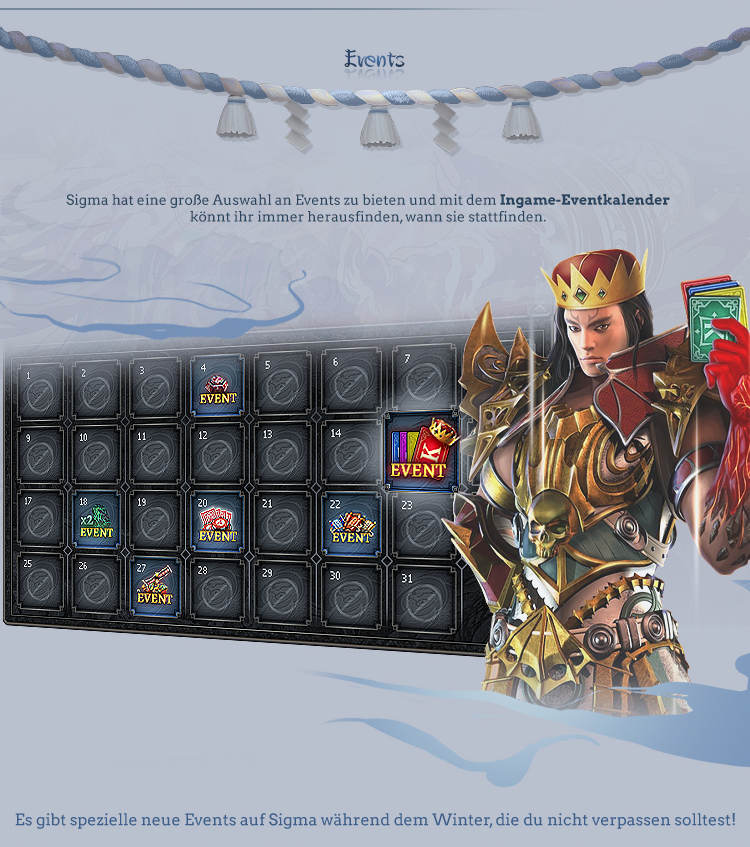 Events
Sigma hat eine große Auswahl an Events zu bieten und mit dem Ingame-Eventkalender
könnt ihr immer herausfinden, wann sie stattfinden.
1 2 3 4 5 6 7
EVENT
9 10 11 12 13 14
K
EVENT
17 18 19 20 21 22 23
x2
EVENT EVENT EVENT
25 26 27 28 29 30 31
EVENT
Es gibt spezielle neue Events auf Sigma während dem Winter, die du nicht verpassen solltest!